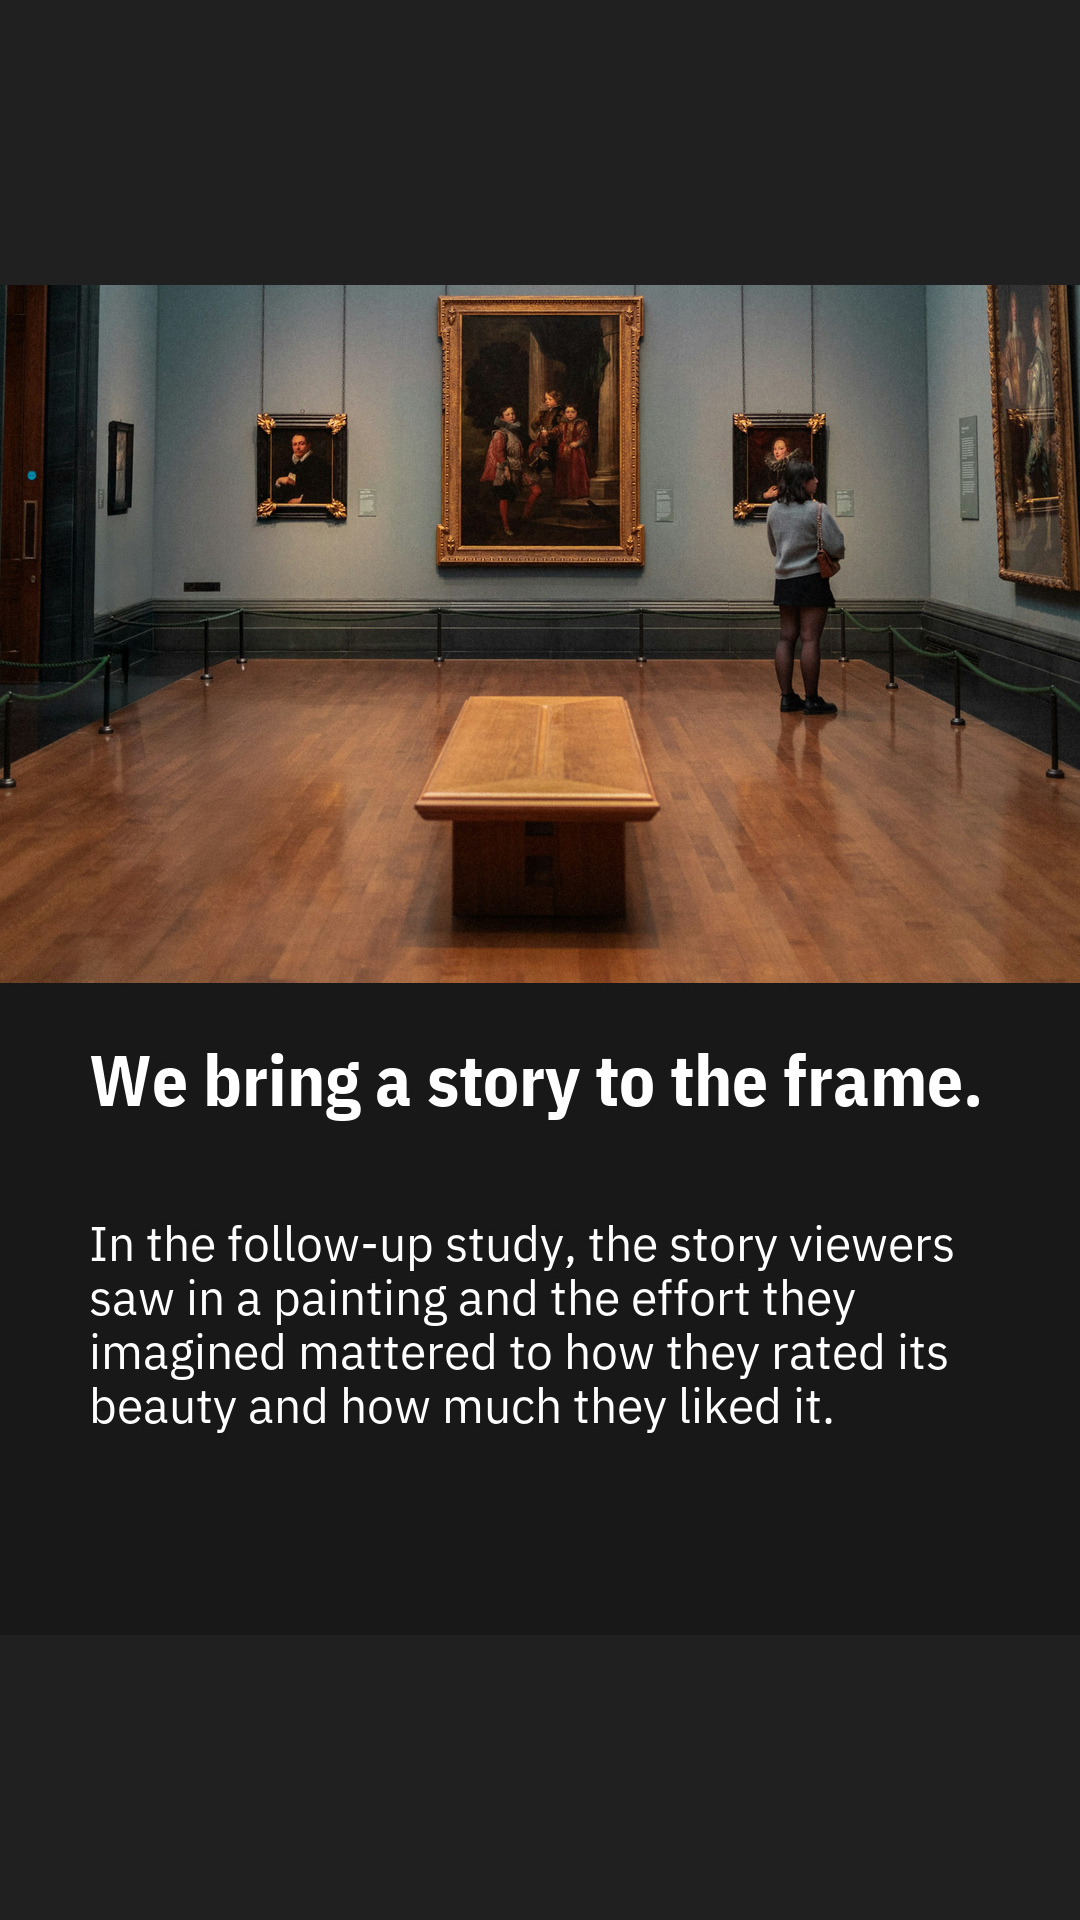 We bring a story to the frame.
In the follow-up study, the story viewers
saw in a painting and the effort they
imagined mattered to how they rated its
beauty and how much they liked it.